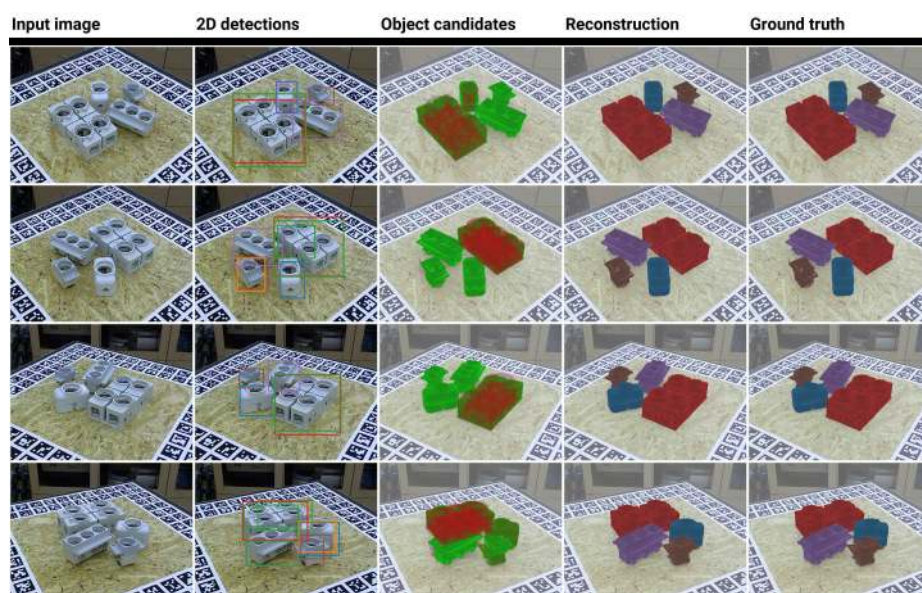 Input image
2D detections
Object candidates
Reconstruction
Ground truth